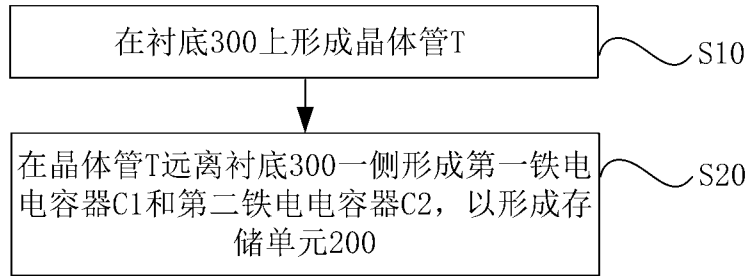 在衬底300上形成晶体管T
S10
在晶体管T远离衬底300一侧形成第一铁电
电容器C1和第二铁电电容器C2，以形成存
储单元200
S20